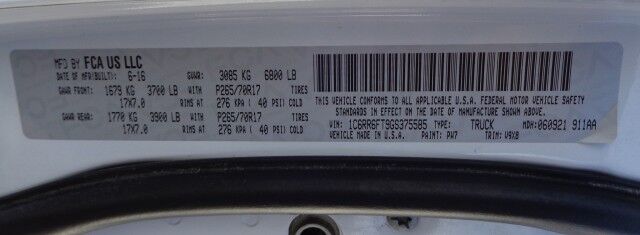 MFD BY FCA US LLC
DATE OF MFR(BUILT): 6-16 GVWR: 3085 KG 6800 LB
GAWR FRONT: 1679 KG 3700 LB WITH P265/70R17 TIRES
17X7.0 RIMS AT 276 KPA ( 40 PSI) COLD
GAWR REAR: 1770 KG 3900 LB WITH P265/70R17 TIRES
17X7.0 RIMS AT 276 KPA ( 40 PSI) COLD
THIS VEHICLE CONFORMS TO ALL APPLICABLE U.S.A. FEDERAL MOTOR VEHICLE SAFETY
STANDARDS IN EFFECT ON THE DATE OF MANUFACTURE SHOWN ABOVE.
VIN: 1C6RR6FT9GS375585 TYPE: TRUCK MDH: 060921 911AA
VEHICLE MADE IN U.S.A. PAINT: PW7 TRIM: V9X8